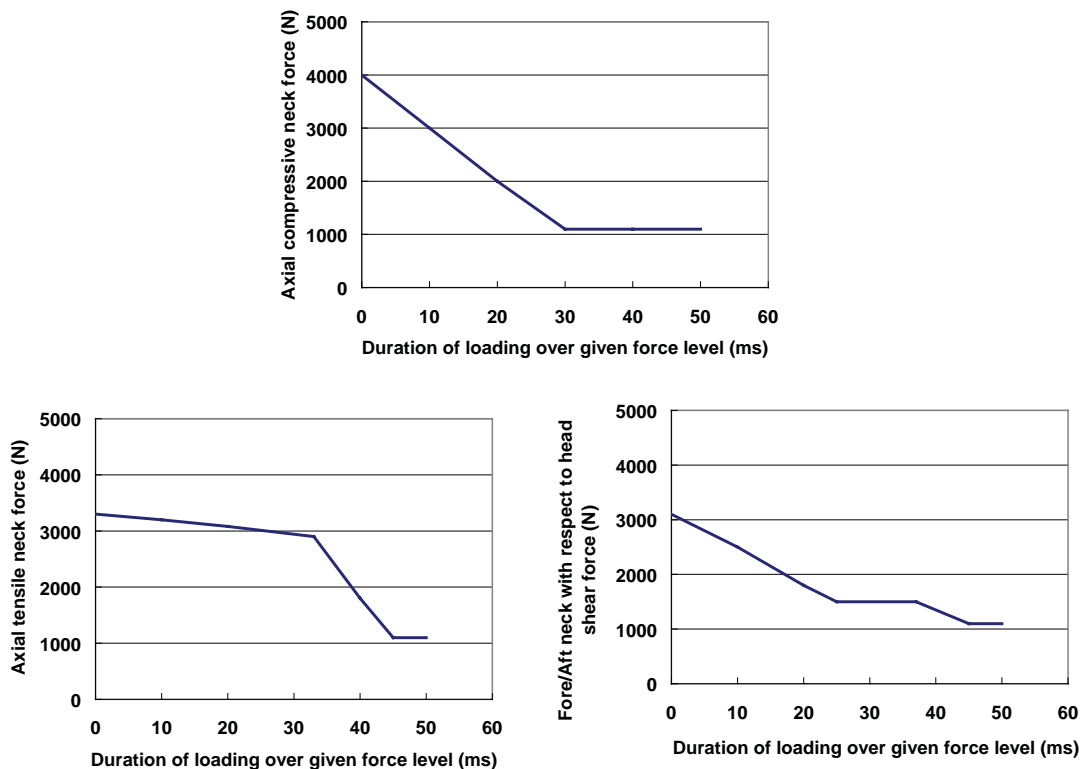 Axial compressive neck force (N)
5000
4000
3000
2000
1000
0
0 10 20 30 40 50 60
Duration of loading over given force level (ms)
Axial tensile neck force (N)
5000
4000
3000
2000
1000
0
0 10 20 30 40 50 60
Duration of loading over given force level (ms)
Fore/Aft neck with respect to head
shear force (N)
5000
4000
3000
2000
1000
0
0 10 20 30 40 50 60
Duration of loading over given force level (ms)